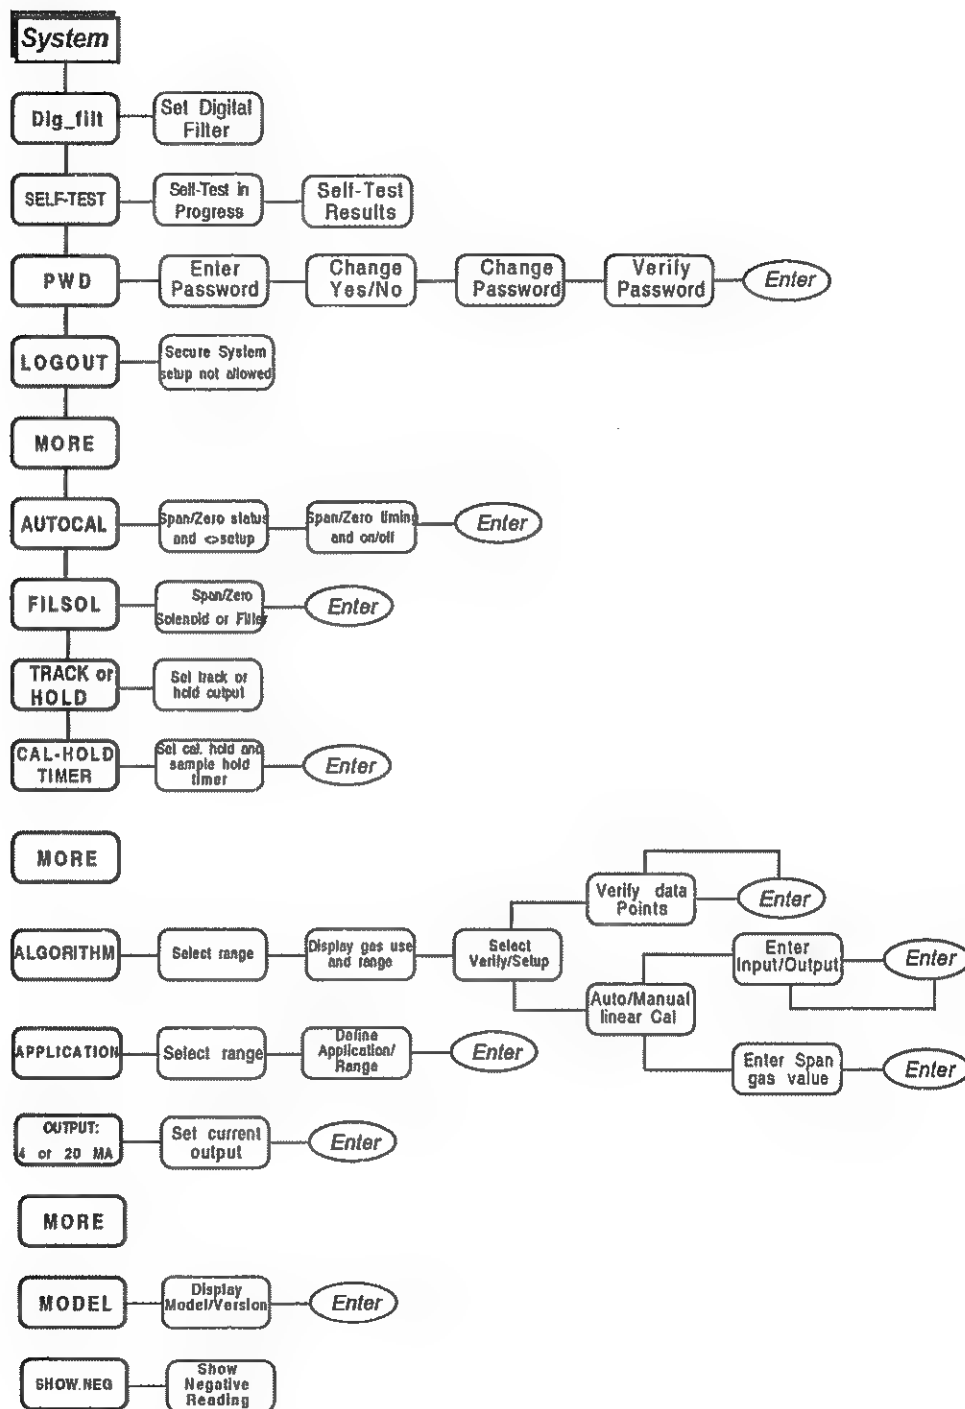 System
Dig_filt
Set Digital
Filter
SELF-TEST
Self-Test in
Progress
Self-Test
Results
PWD
Enter
Password
Change
Yes/No
Change
Password
Verify
Password
Enter
LOGOUT
Secure System
setup not allowed
MORE
AUTOCAL
Span/Zero status
and <>setup
Span/Zero timing
and on/off
Enter
FILSOL
Span/Zero
Solenoid or Filter
Enter
TRACK or
HOLD
Set track or
hold output
CAL-HOLD
TIMER
Set cal. hold and
sample hold
timer
Enter
MORE
ALGORITHM
Select range
Display gas use
and range
Select
Verify/Setup
Verify data
Points
Enter
Auto/Manual
linear Cal
Enter
Input/Output
Enter
Enter Span
gas value
Enter
APPLICATION
Select range
Define
Application/
Range
Enter
OUTPUT:
4 or 20 MA
Set current
output
Enter
MORE
MODEL
Display
Model/Version
Enter
SHOW.NEG
Show
Negative
Reading